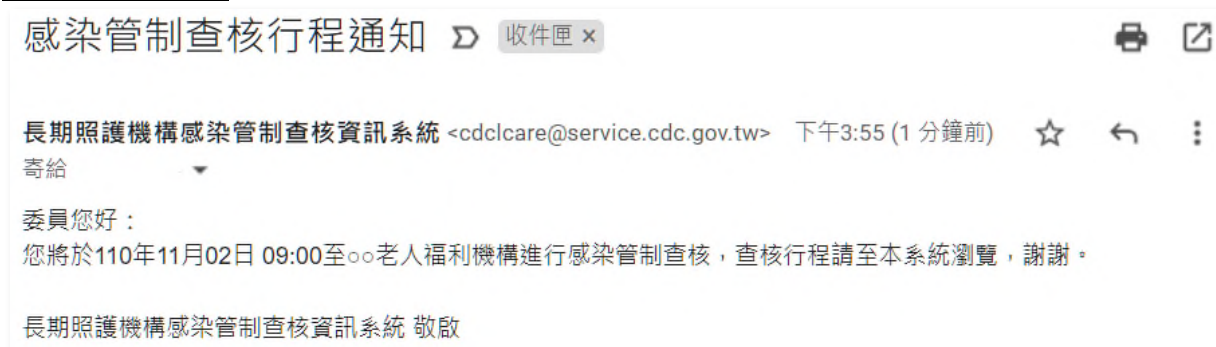 感染管制查核行程通知 收件匣 ×
長期照護機構感染管制查核資訊系統 <cdclcare@service.cdc.gov.tw> 下午3:55 (1 分鐘前)
寄給
委員您好：
您將於110年11月02日 09:00至○○老人福利機構進行感染管制查核，查核行程請至本系統瀏覽，謝謝。
長期照護機構感染管制查核資訊系統 敬啟